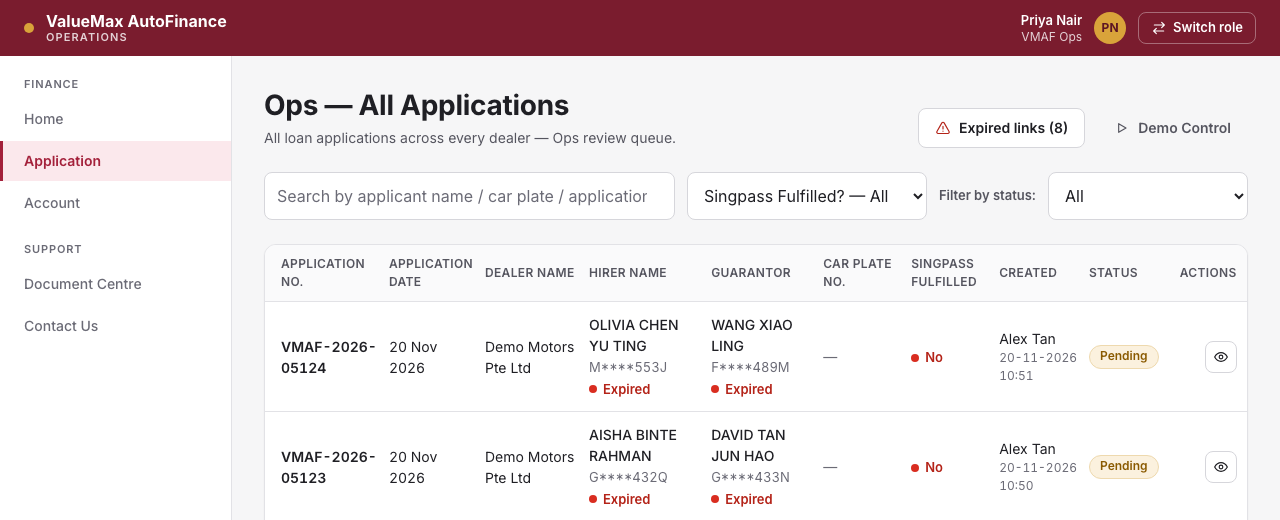 ValueMax AutoFinance
OPERATIONS
Priya Nair
VMAF Ops
PN
Switch role
FINANCE
Home
Application
Account
SUPPORT
Document Centre
Contact Us
Ops — All Applications
All loan applications across every dealer — Ops review queue.
Expired links (8)
Demo Control
Search by applicant name / car plate / application
Singpass Fulfilled? — All
Filter by status:
All
APPLICATION NO.
APPLICATION DATE
DEALER NAME
HIRER NAME
GUARANTOR
CAR PLATE NO.
SINGPASS FULFILLED
CREATED
STATUS
ACTIONS
VMAF-2026-05124
20 Nov 2026
Demo Motors Pte Ltd
OLIVIA CHEN YU TING
M****553J
Expired
WANG XIAO LING
F****489M
Expired
—
No
Alex Tan
20-11-2026 10:51
Pending
VMAF-2026-05123
20 Nov 2026
Demo Motors Pte Ltd
AISHA BINTE RAHMAN
G****432Q
Expired
DAVID TAN JUN HAO
G****433N
Expired
—
No
Alex Tan
20-11-2026 10:50
Pending